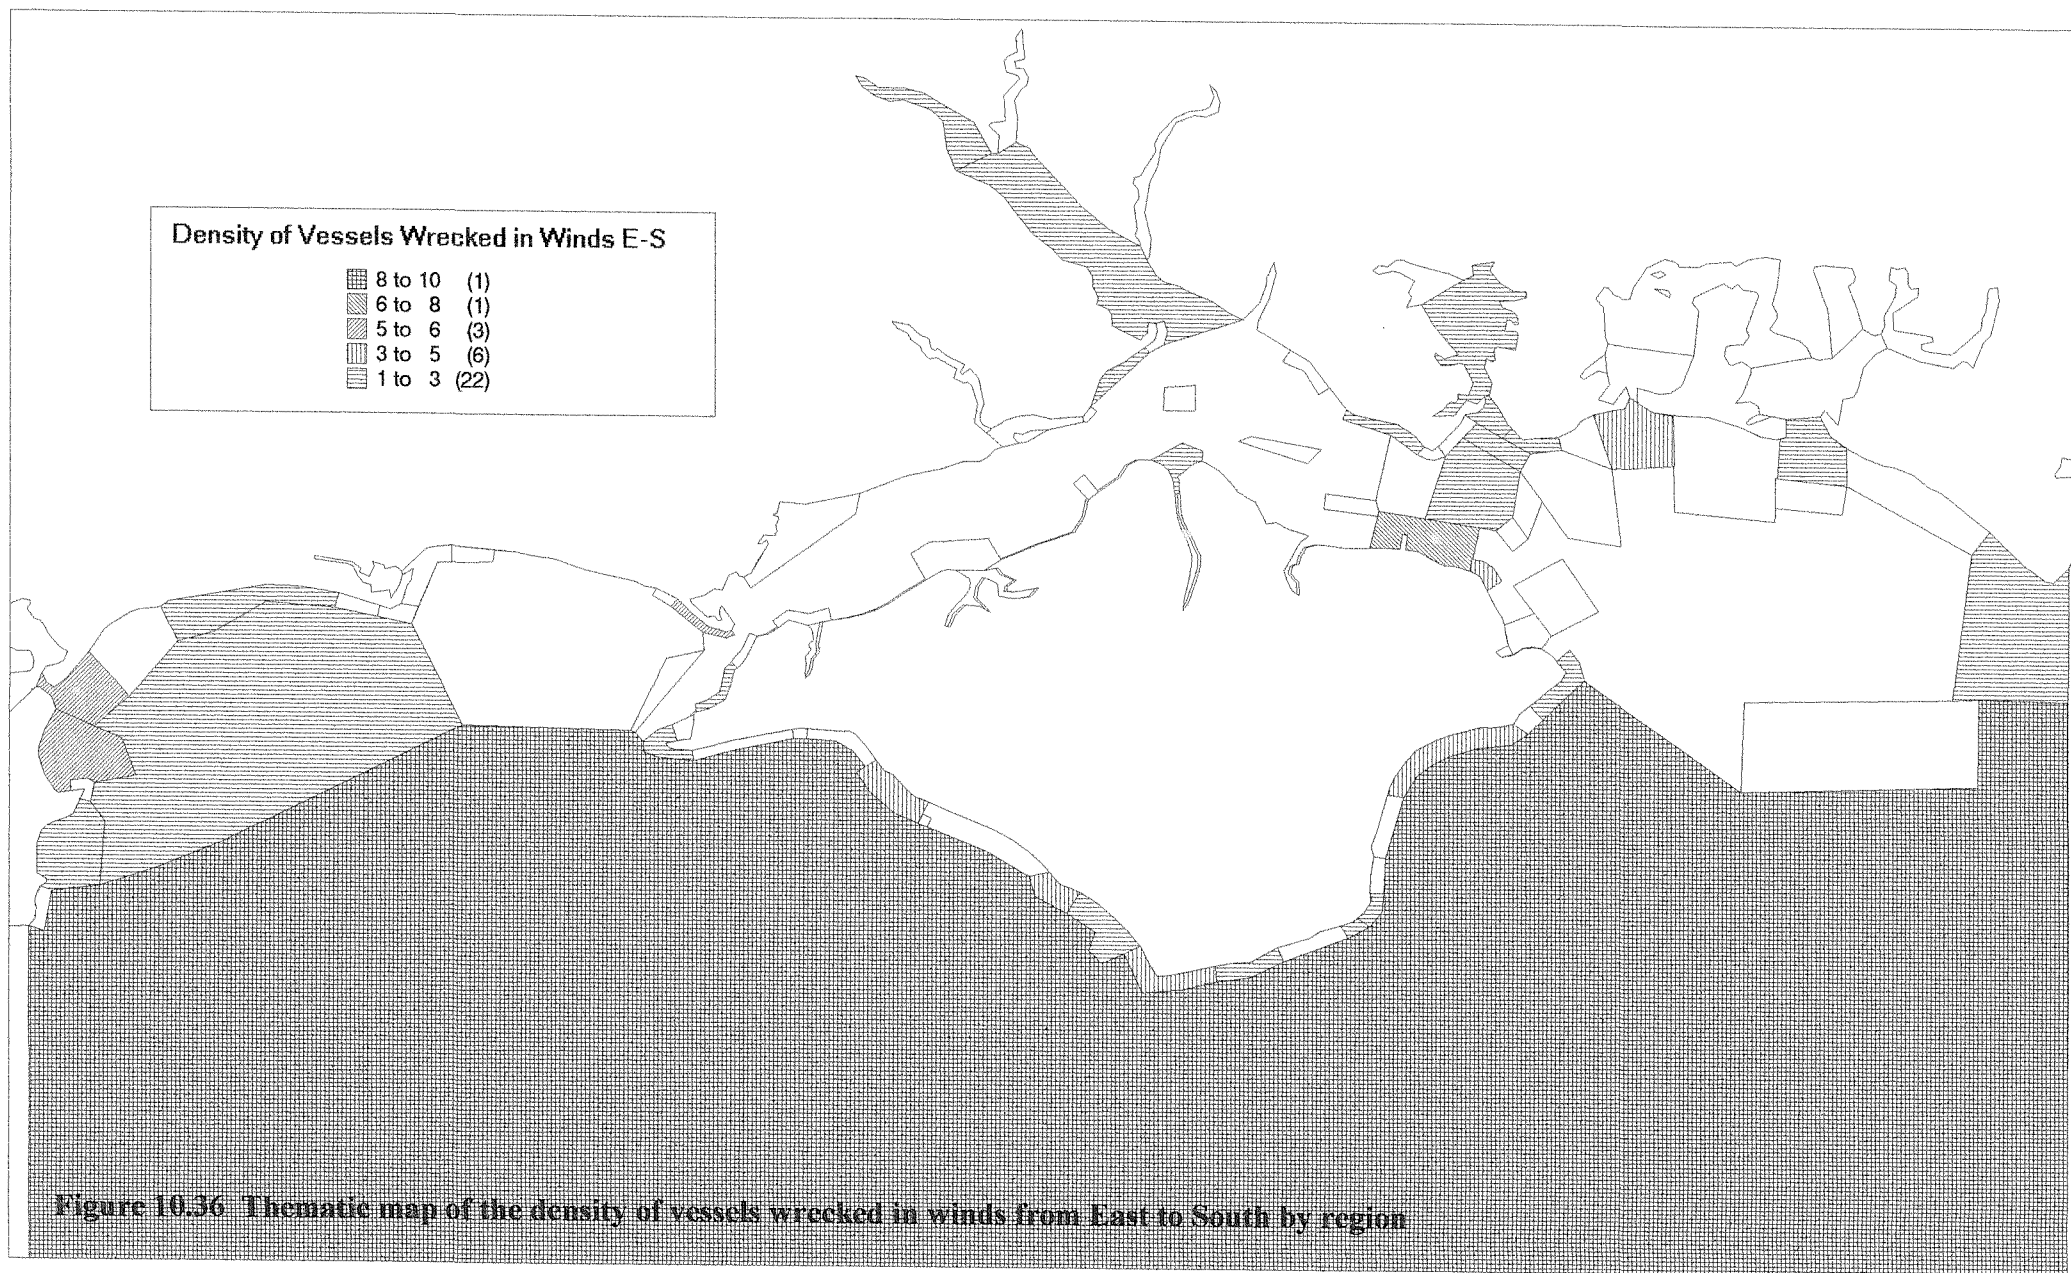 Density of Vessels Wrecked in Winds E-S
8 to 10 (1)
6 to 8 (1)
5 to 6 (3)
3 to 5 (6)
1 to 3 (22)
Figure 10.36 Thematic map of the density of vessels wrecked in winds from East to South by region